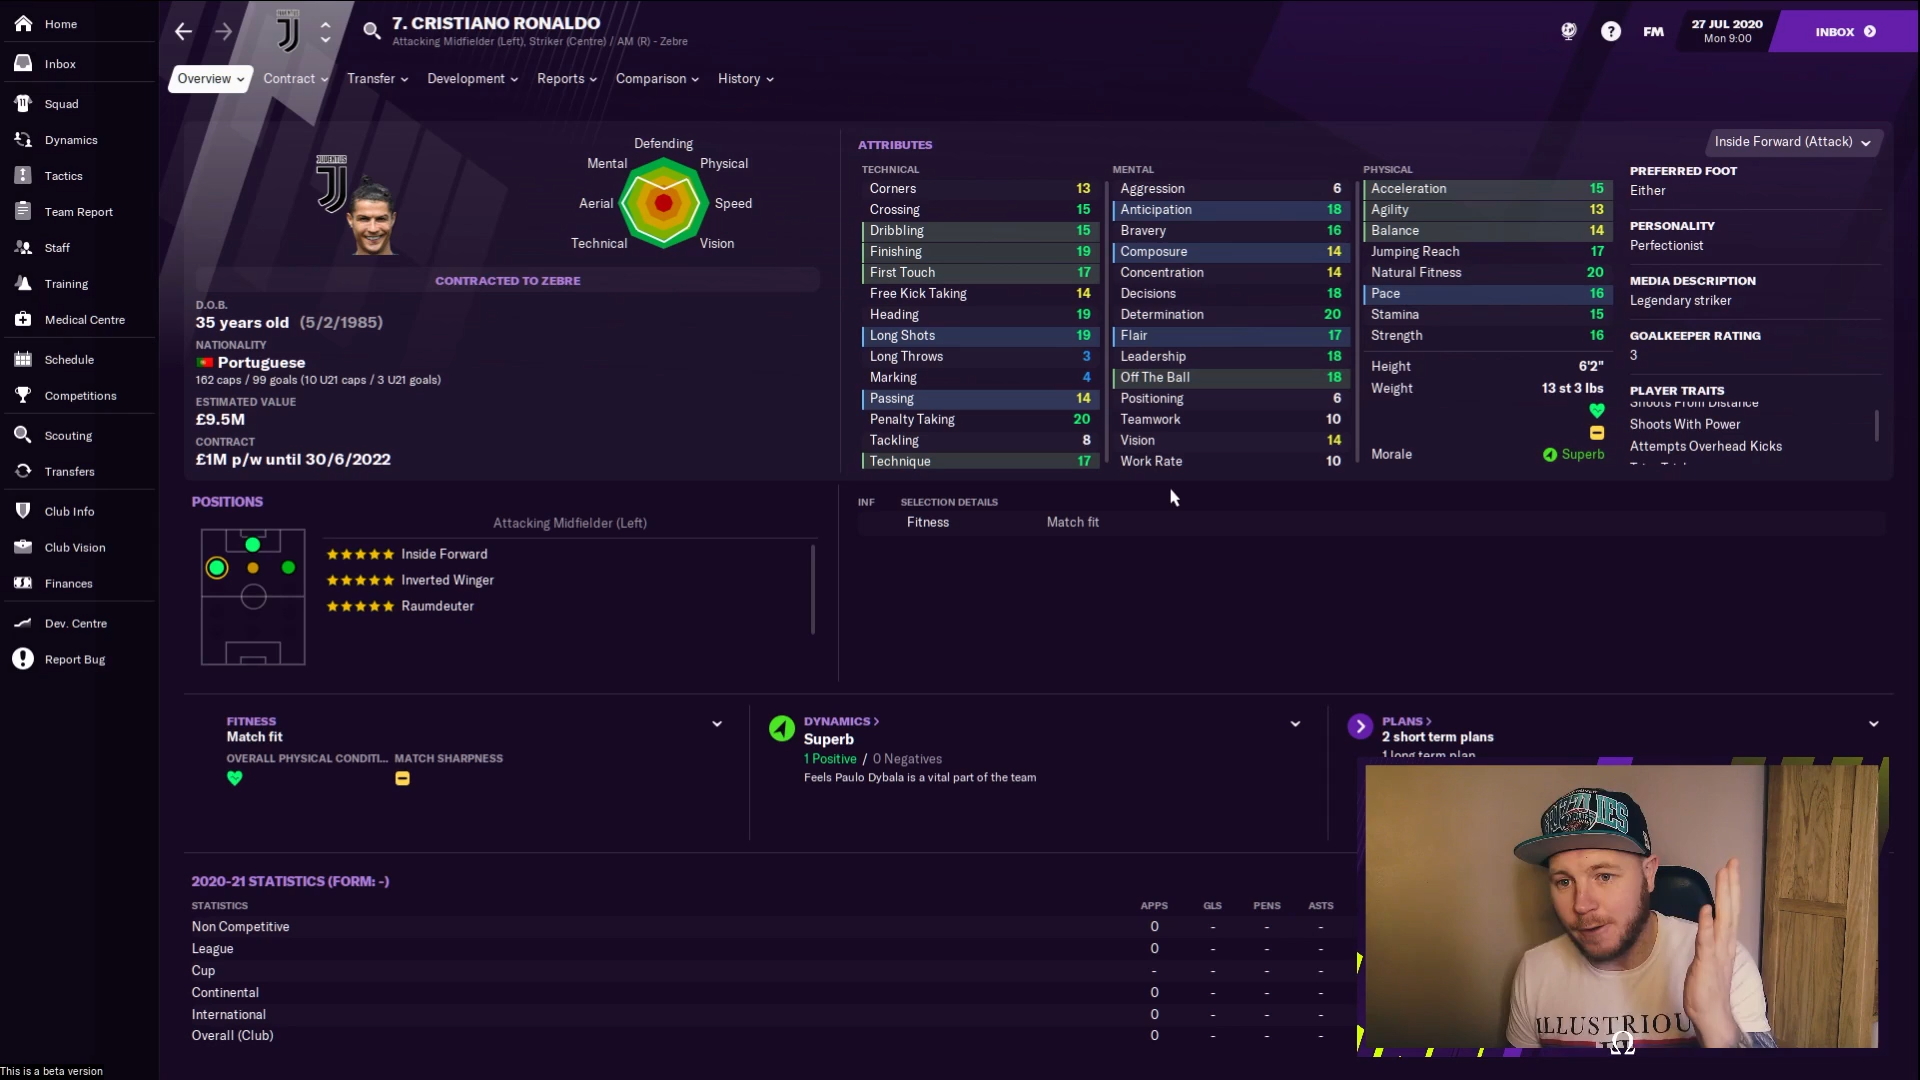 Home
Inbox
Squad
Dynamics
Tactics
Team Report
Staff
Training
Medical Centre
Schedule
Competitions
Scouting
Transfers
Club Info
Club Vision
Finances
Dev. Centre
Report Bug
This is a beta version
7. CRISTIANO RONALDO
Attacking Midfielder (Left), Striker (Centre) / AM (R) - Zebre
FM
27 JUL 2020
Mon 9:00
INBOX
Overview
Contract
Transfer
Development
Reports
Comparison
History
JUVENTUS
Defending
Mental
Physical
Aerial
Speed
Technical
Vision
CONTRACTED TO ZEBRE
D.O.B.
35 years old (5/2/1985)
NATIONALITY
Portuguese
162 caps / 99 goals (10 U21 caps / 3 U21 goals)
ESTIMATED VALUE
£9.5M
CONTRACT
£1M p/w until 30/6/2022
ATTRIBUTES
Inside Forward (Attack)
TECHNICAL
Corners 13
Crossing 15
Dribbling 15
Finishing 19
First Touch 17
Free Kick Taking 14
Heading 19
Long Shots 19
Long Throws 3
Marking 4
Passing 14
Penalty Taking 20
Tackling 8
Technique 17
MENTAL
Aggression 6
Anticipation 18
Bravery 16
Composure 14
Concentration 14
Decisions 18
Determination 20
Flair 17
Leadership 18
Off The Ball 18
Positioning 6
Teamwork 10
Vision 14
Work Rate 10
PHYSICAL
Acceleration 15
Agility 13
Balance 14
Jumping Reach 17
Natural Fitness 20
Pace 16
Stamina 15
Strength 16
Height 6'2"
Weight 13 st 3 lbs
Morale Superb
PREFERRED FOOT
Either
PERSONALITY
Perfectionist
MEDIA DESCRIPTION
Legendary striker
GOALKEEPER RATING
3
PLAYER TRAITS
Shoots From Distance
Shoots With Power
Attempts Overhead Kicks
POSITIONS
Attacking Midfielder (Left)
Inside Forward
Inverted Winger
Raumdeuter
INF SELECTION DETAILS
Fitness Match fit
FITNESS
Match fit
OVERALL PHYSICAL CONDITI... MATCH SHARPNESS
DYNAMICS >
Superb
1 Positive / 0 Negatives
Feels Paulo Dybala is a vital part of the team
PLANS >
2 short term plans
1 long term plan
2020-21 STATISTICS (FORM: -)
STATISTICS APPS GLS PENS ASTS
Non Competitive 0 - - -
League 0 - - -
Cup - - - -
Continental 0 - - -
International 0 - - -
Overall (Club) 0 - - -
ILLUSTRIOU